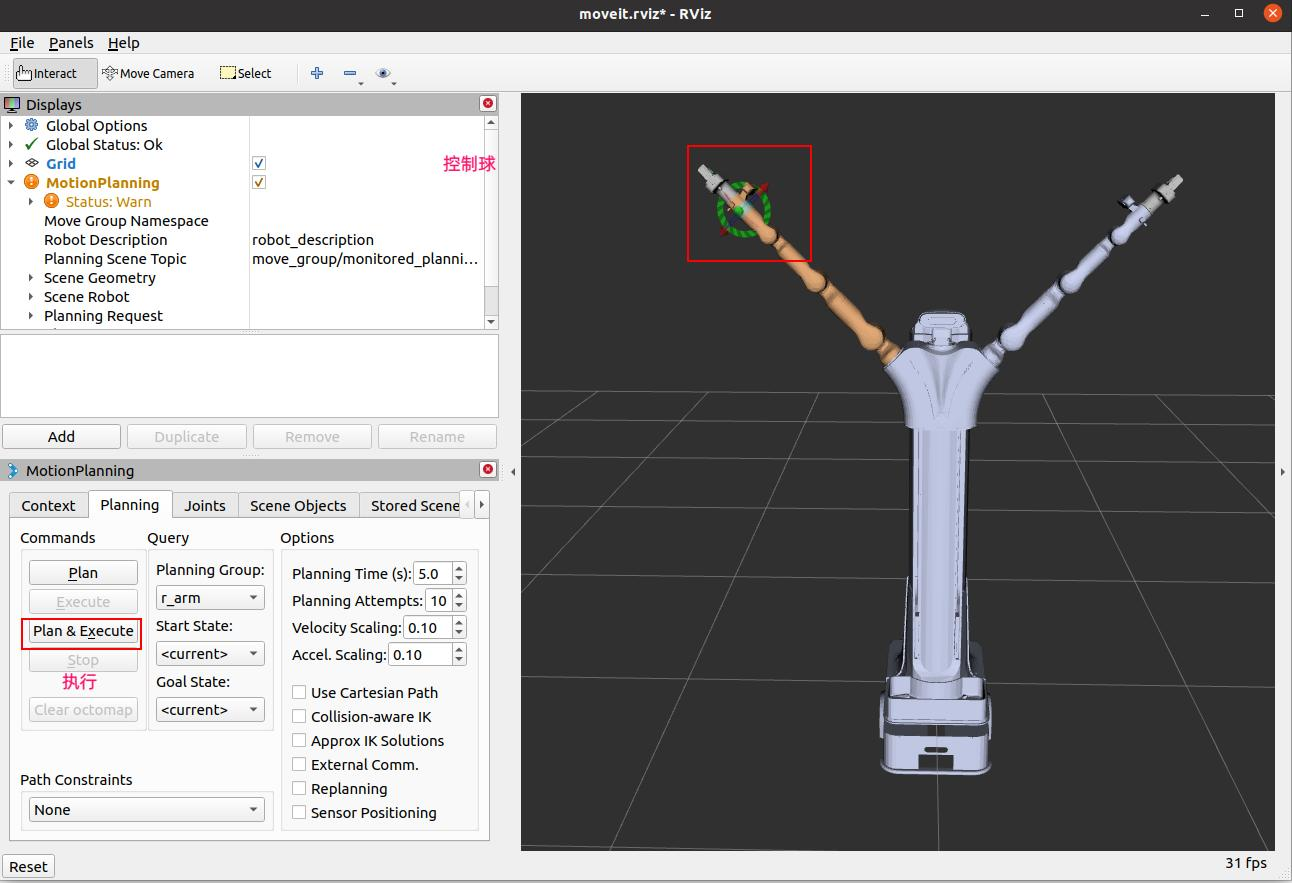 moveit.rviz* - RViz
File Panels Help
Interact Move Camera Select
Displays
Global Options
Global Status: Ok
Grid
控制球
MotionPlanning
Status: Warn
Move Group Namespace
Robot Description robot_description
Planning Scene Topic move_group/monitored_planni...
Scene Geometry
Scene Robot
Planning Request
Add Duplicate Remove Rename
MotionPlanning
Context Planning Joints Scene Objects Stored Scene
Commands Query Options
Plan
Execute
Plan & Execute
Stop
执行
Clear octomap
Planning Group:
r_arm
Start State:
<current>
Goal State:
<current>
Planning Time (s): 5.0
Planning Attempts: 10
Velocity Scaling: 0.10
Accel. Scaling: 0.10
Use Cartesian Path
Collision-aware IK
Approx IK Solutions
External Comm.
Replanning
Sensor Positioning
Path Constraints
None
Reset
31 fps